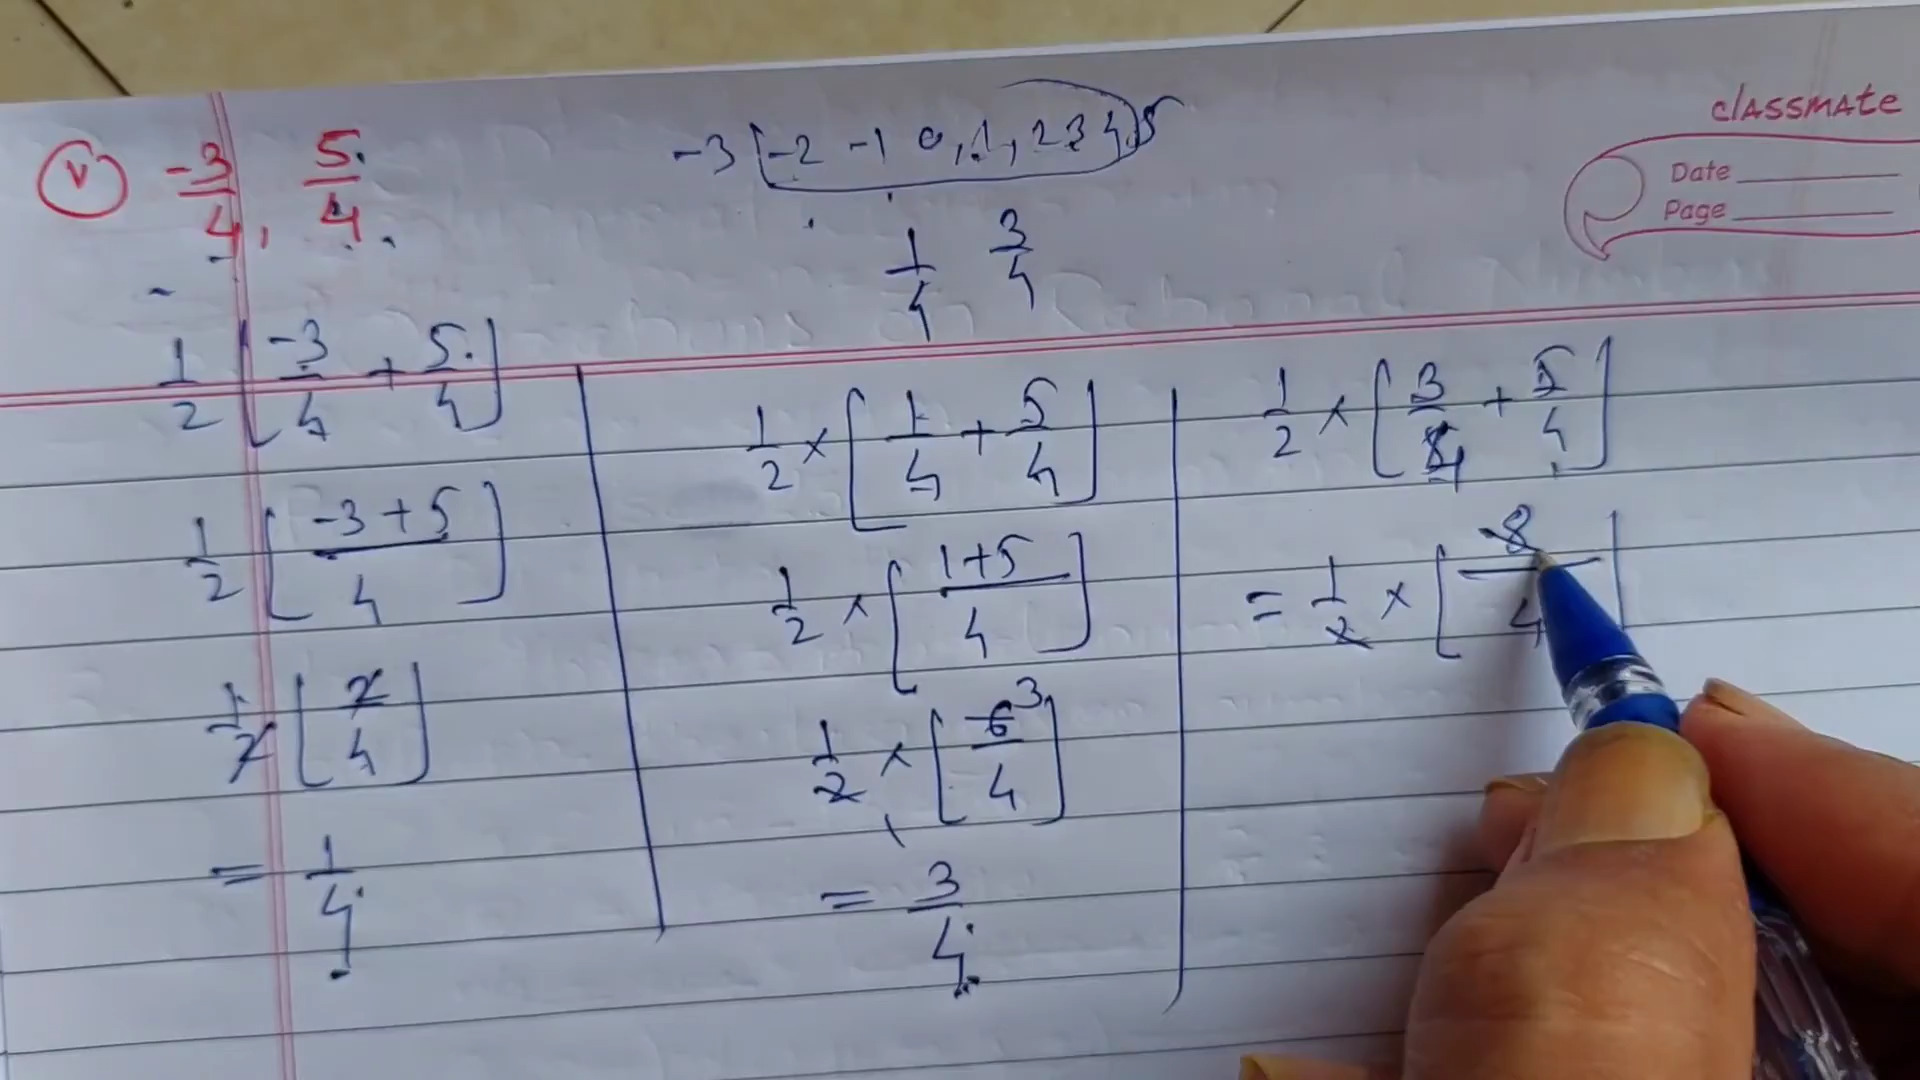 classmate
Date
Page
(v) -3/4, 5/4
-3 [-2 -1 0, 1, 2 3 4] 5
1/4 3/4
1/2 [-3/4 + 5/4]
1/2 [(-3+5)/4]
1/2 [2/4]
= 1/4
1/2 × [1/4 + 5/4]
1/2 × [(1+5)/4]
1/2 × [6/4] 3
= 3/4
1/2 × [3/4 + 5/4]
= 1/2 × [8/4]